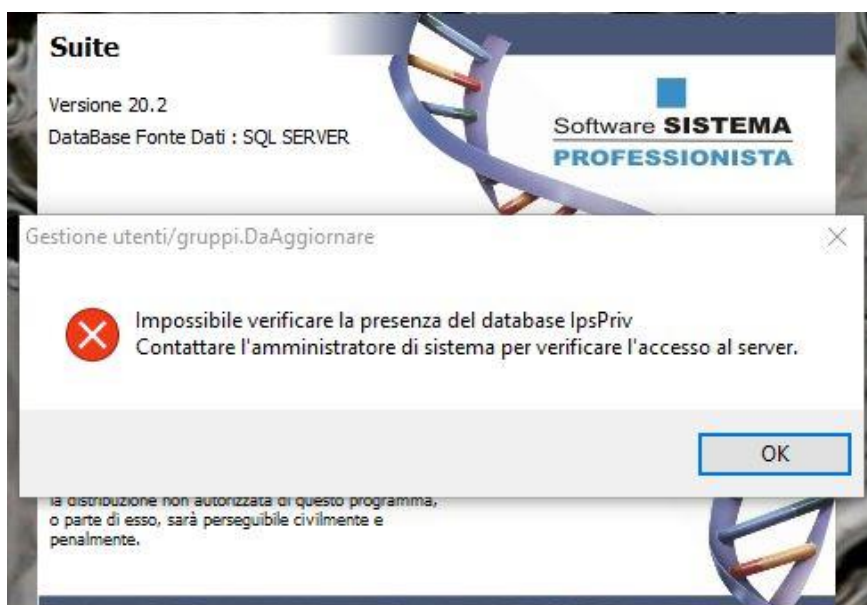 Suite
Versione 20.2
DataBase Fonte Dati : SQL SERVER
Software SISTEMA
PROFESSIONISTA
Gestione utenti/gruppi.DaAggiornare
Impossibile verificare la presenza del database IpsPriv
Contattare l'amministratore di sistema per verificare l'accesso al server.
OK
la distribuzione non autorizzata di questo programma,
o parte di esso, sarà perseguibile civilmente e
penalmente.